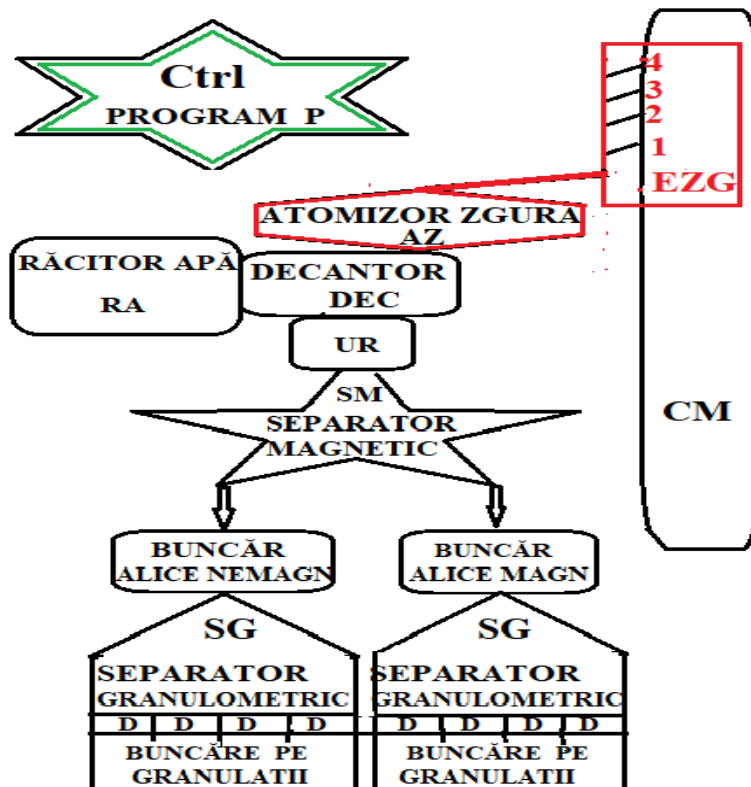 Ctrl
PROGRAM P
4
3
2
1
EZG
ATOMIZOR ZGURA
AZ
RĂCITOR APĂ
RA
DECANTOR
DEC
UR
CM
SM
SEPARATOR
MAGNETIC
BUNCĂR
ALICE NEMAGN
BUNCĂR
ALICE MAGN
SG
SEPARATOR
GRANULOMETRIC
D D D D
BUNCĂRE PE
GRANULATII
SG
SEPARATOR
GRANULOMETRIC
D D D D
BUNCĂRE PE
GRANULATII